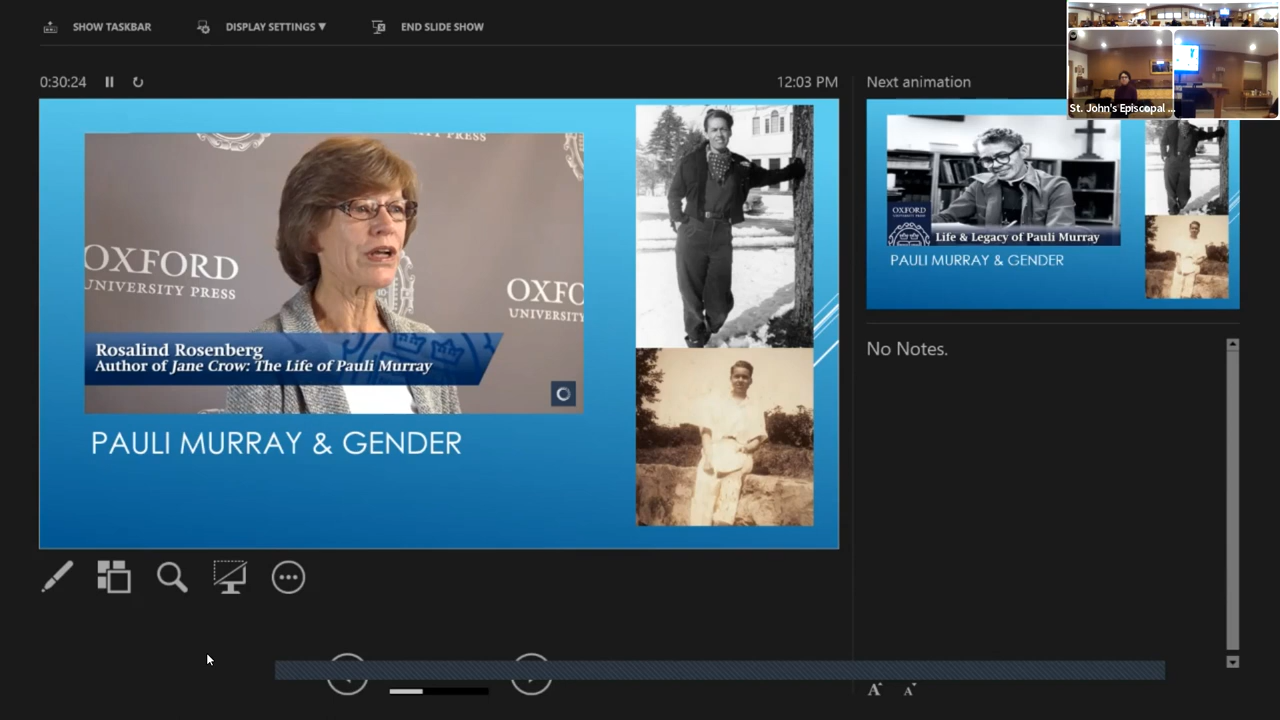 SHOW TASKBAR
DISPLAY SETTINGS ▼
END SLIDE SHOW
St. John's Episcopal ...
0:30:24
12:03 PM
Next animation
PRESS
OXFORD
UNIVERSITY PRESS
OXFO
UNIVERS
Rosalind Rosenberg
Author of Jane Crow: The Life of Pauli Murray
PAULI MURRAY & GENDER
OXFORD
UNIVERSITY PRESS
Life & Legacy of Pauli Murray
PAULI MURRAY & GENDER
No Notes.
A A